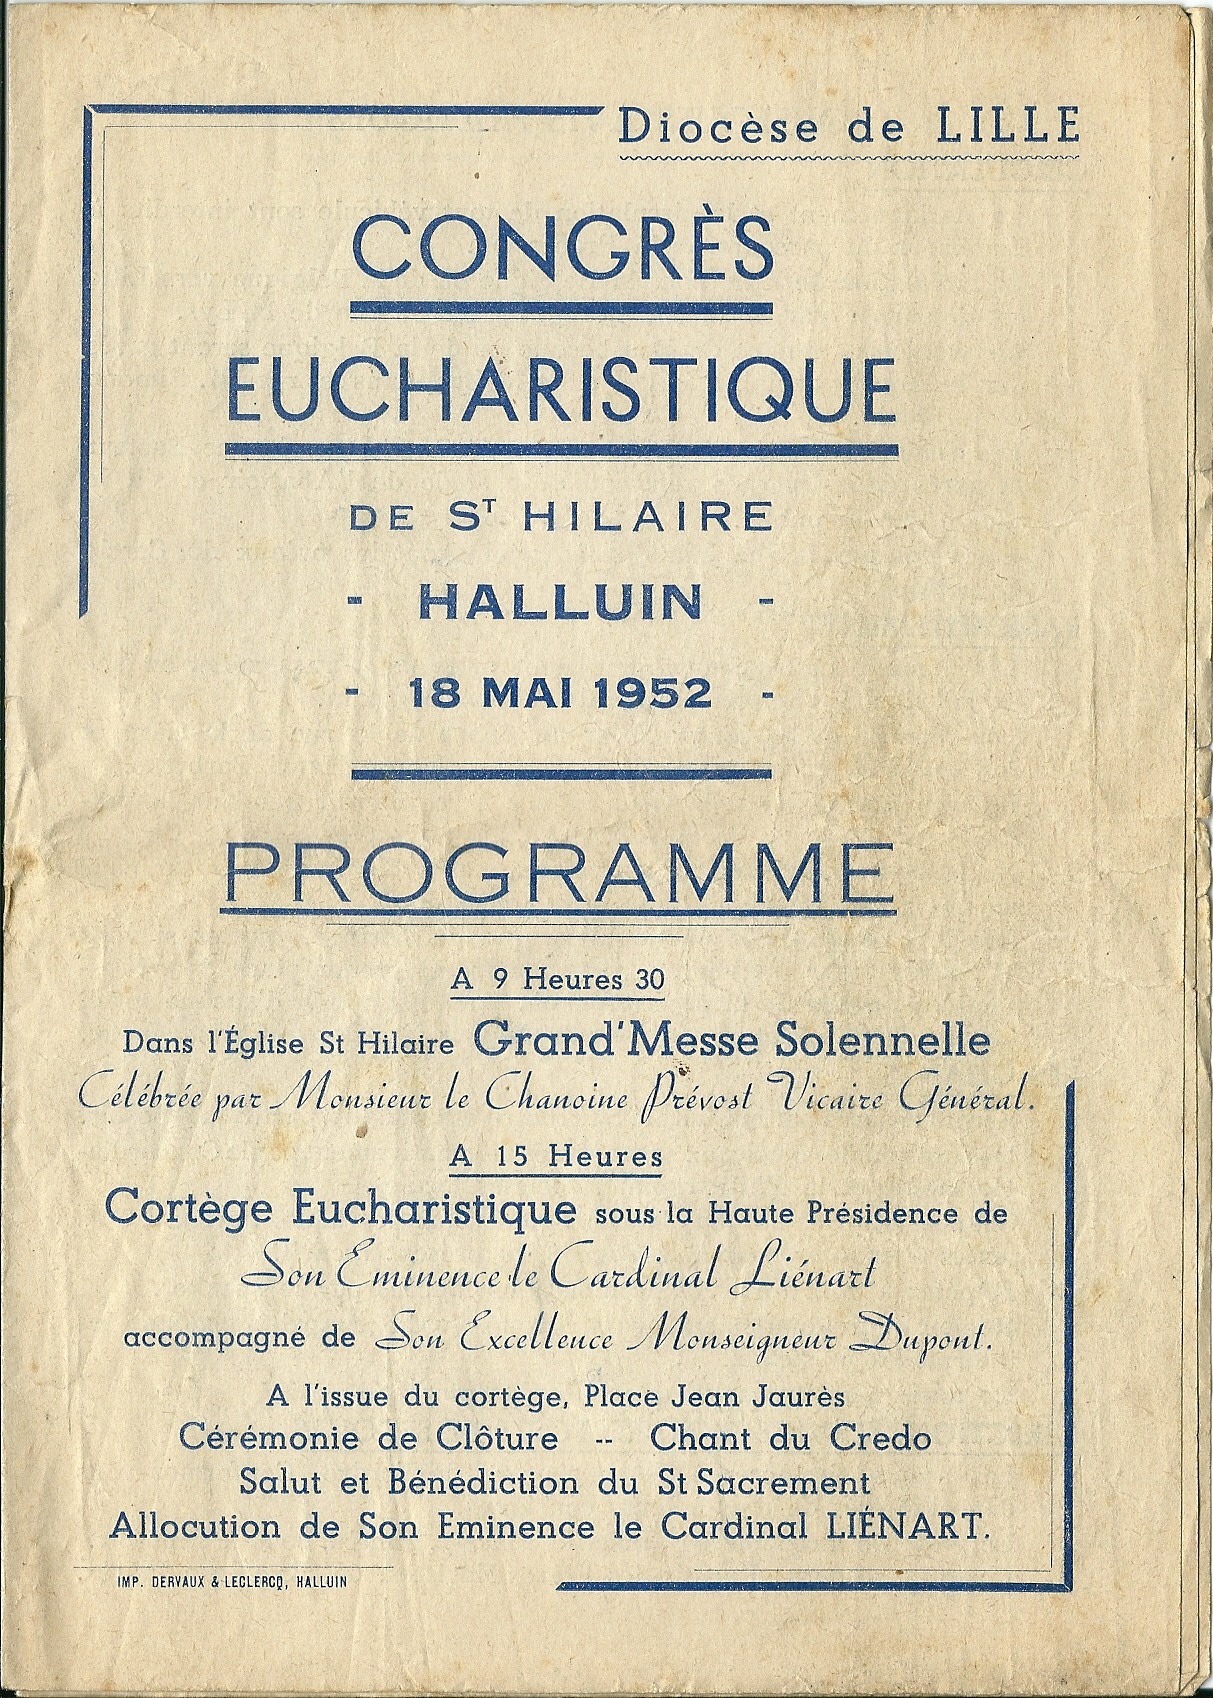 Diocèse de LILLE
CONGRÈS
EUCHARISTIQUE
DE ST HILAIRE
- HALLUIN -
- 18 MAI 1952 -
PROGRAMME
A 9 Heures 30
Dans l'Église St Hilaire Grand'Messe Solennelle
Célébrée par Monsieur le Chanoine Prévost Vicaire Général.
A 15 Heures
Cortège Eucharistique sous la Haute Présidence de
Son Eminence le Cardinal Liénart
accompagné de Son Excellence Monseigneur Dupont.
A l'issue du cortège, Place Jean Jaurès
Cérémonie de Clôture -- Chant du Credo
Salut et Bénédiction du St Sacrement
Allocution de Son Eminence le Cardinal LIÉNART.
IMP. DERVAUX & LECLERCQ, HALLUIN